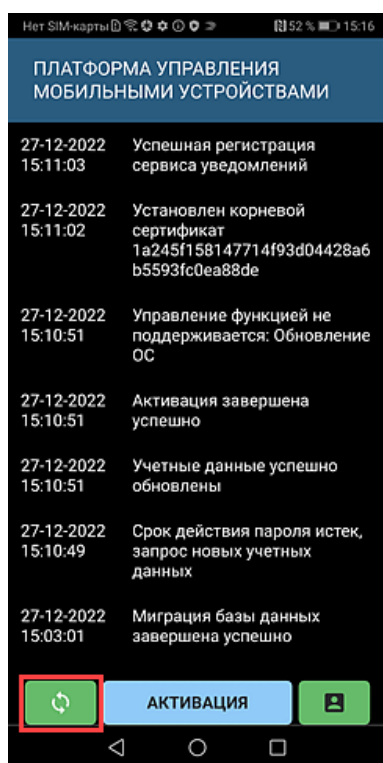 Нет SIM-карты 52 % 15:16
ПЛАТФОРМА УПРАВЛЕНИЯ
МОБИЛЬНЫМИ УСТРОЙСТВАМИ
27-12-2022 Успешная регистрация
15:11:03 сервиса уведомлений
27-12-2022 Установлен корневой
15:11:02 сертификат
1a245f158147714f93d04428a6
b5593fc0ea88de
27-12-2022 Управление функцией не
15:10:51 поддерживается: Обновление
ОС
27-12-2022 Активация завершена
15:10:51 успешно
27-12-2022 Учетные данные успешно
15:10:51 обновлены
27-12-2022 Срок действия пароля истек,
15:10:49 запрос новых учетных
данных
27-12-2022 Миграция базы данных
15:03:01 завершена успешно
АКТИВАЦИЯ